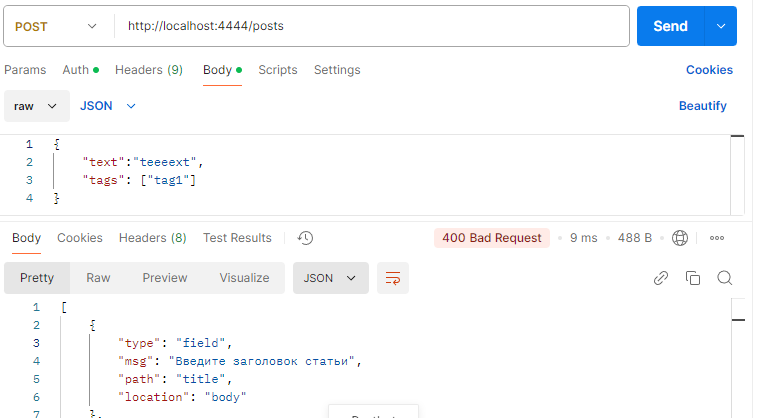 POST http://localhost:4444/posts Send
Params Auth Headers (9) Body Scripts Settings Cookies
raw JSON Beautify
1 {
2 "text":"teeeext",
3 "tags": ["tag1"]
4 }
Body Cookies Headers (8) Test Results 400 Bad Request 9 ms 488 B
Pretty Raw Preview Visualize JSON
1 [
2 {
3 "type": "field",
4 "msg": "Введите заголовок статьи",
5 "path": "title",
6 "location": "body"
7 },